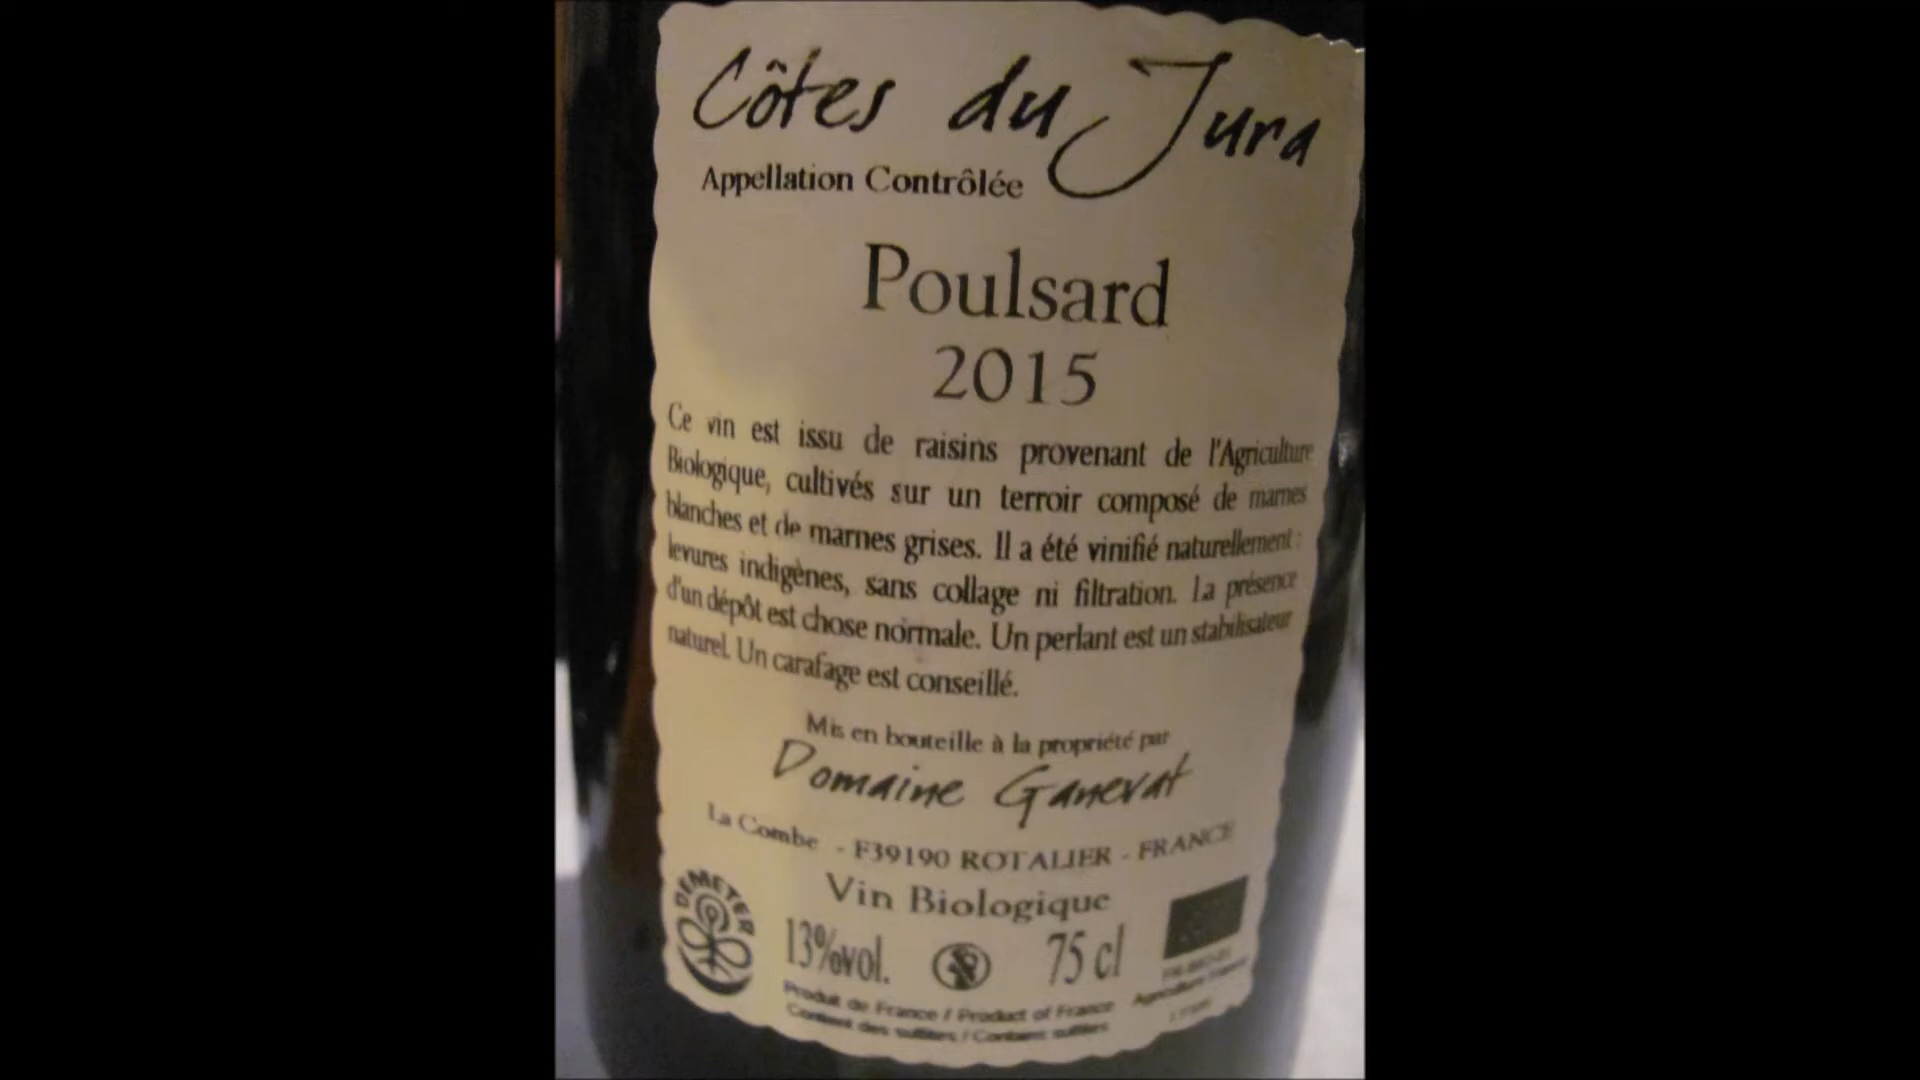 Côtes du Jura
Appellation Contrôlée
Poulsard
2015
Ce vin est issu de raisins provenant de l'Agriculture
Biologique, cultivés sur un terroir composé de marnes
blanches et de marnes grises. Il a été vinifié naturellement :
levures indigènes, sans collage ni filtration. La présence
d'un dépôt est chose normale. Un perlant est un stabilisateur
naturel. Un carafage est conseillé.
Mis en bouteille à la propriété par
Domaine Ganevat
La Combe - F39190 ROTALIER - FRANCE
Vin Biologique
DEMETER
13%vol. 75 cl
Produit de France / Product of France
Contient des sulfites / Contains sulfites
Agriculture France